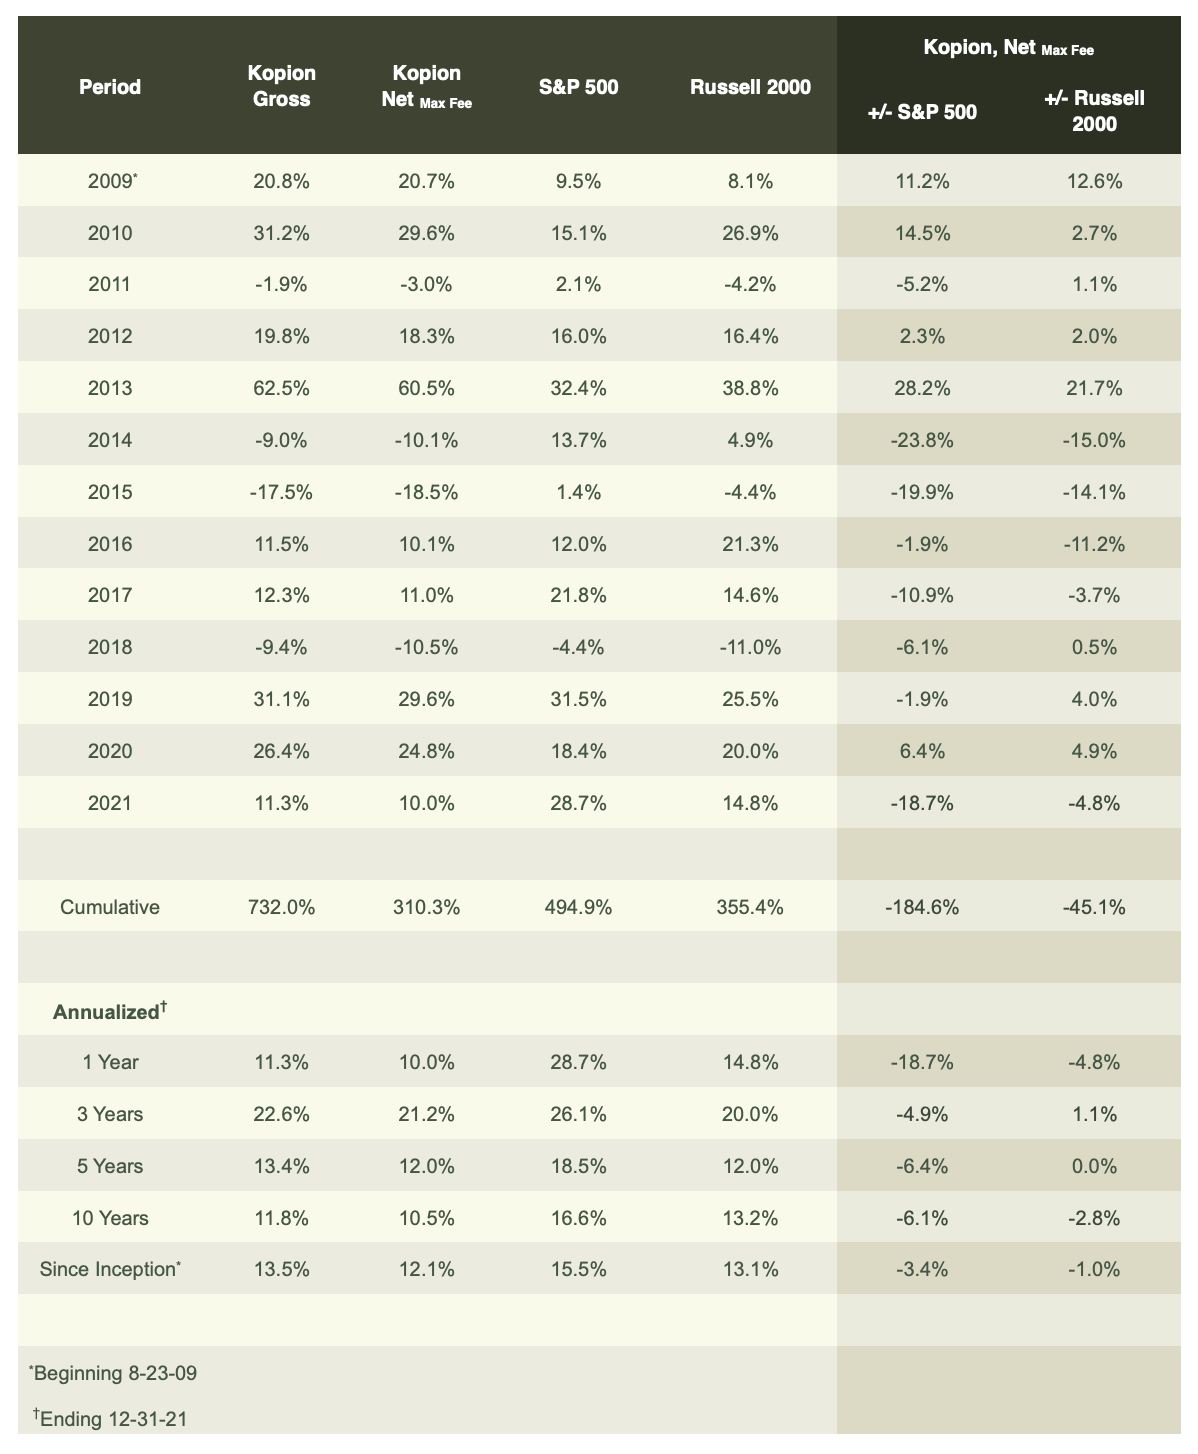 Kopion, Net Max Fee
Period Kopion Gross Kopion Net Max Fee S&P 500 Russell 2000 +/- S&P 500 +/- Russell 2000
2009* 20.8% 20.7% 9.5% 8.1% 11.2% 12.6%
2010 31.2% 29.6% 15.1% 26.9% 14.5% 2.7%
2011 -1.9% -3.0% 2.1% -4.2% -5.2% 1.1%
2012 19.8% 18.3% 16.0% 16.4% 2.3% 2.0%
2013 62.5% 60.5% 32.4% 38.8% 28.2% 21.7%
2014 -9.0% -10.1% 13.7% 4.9% -23.8% -15.0%
2015 -17.5% -18.5% 1.4% -4.4% -19.9% -14.1%
2016 11.5% 10.1% 12.0% 21.3% -1.9% -11.2%
2017 12.3% 11.0% 21.8% 14.6% -10.9% -3.7%
2018 -9.4% -10.5% -4.4% -11.0% -6.1% 0.5%
2019 31.1% 29.6% 31.5% 25.5% -1.9% 4.0%
2020 26.4% 24.8% 18.4% 20.0% 6.4% 4.9%
2021 11.3% 10.0% 28.7% 14.8% -18.7% -4.8%
Cumulative 732.0% 310.3% 494.9% 355.4% -184.6% -45.1%
Annualized†
1 Year 11.3% 10.0% 28.7% 14.8% -18.7% -4.8%
3 Years 22.6% 21.2% 26.1% 20.0% -4.9% 1.1%
5 Years 13.4% 12.0% 18.5% 12.0% -6.4% 0.0%
10 Years 11.8% 10.5% 16.6% 13.2% -6.1% -2.8%
Since Inception* 13.5% 12.1% 15.5% 13.1% -3.4% -1.0%
*Beginning 8-23-09
†Ending 12-31-21